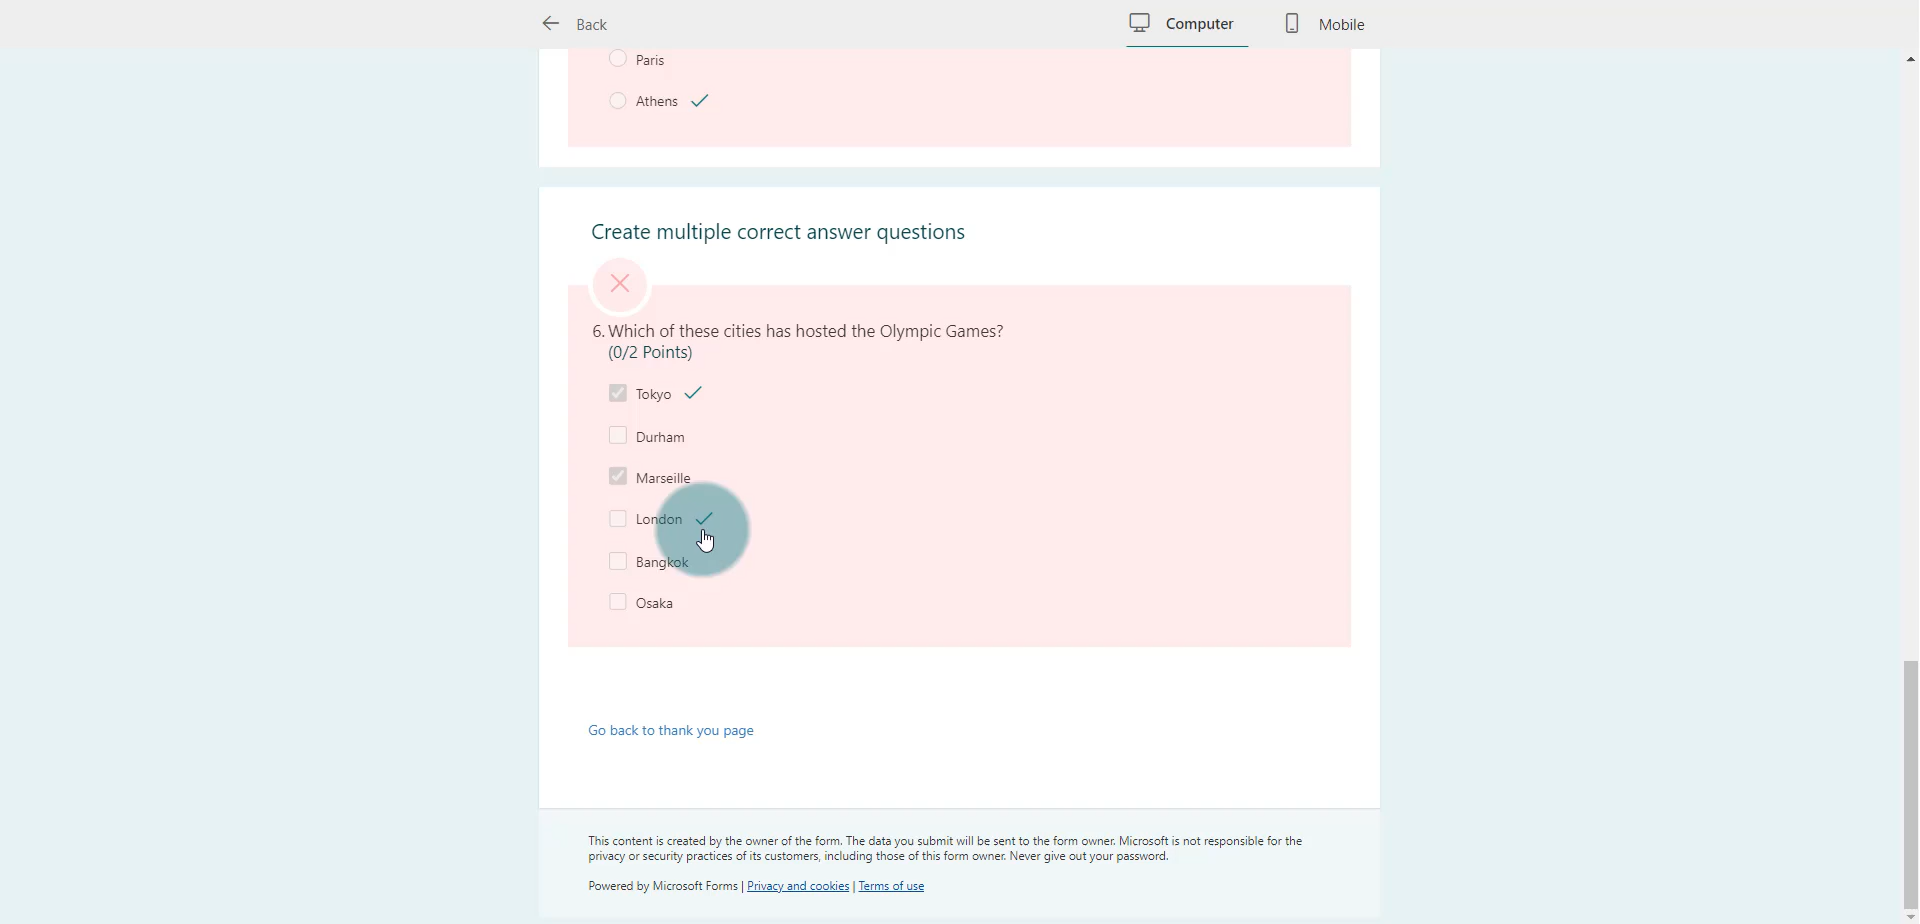 Back
Computer
Mobile
Paris
Athens
Create multiple correct answer questions
6. Which of these cities has hosted the Olympic Games?
(0/2 Points)
Tokyo
Durham
Marseille
London
Bangkok
Osaka
Go back to thank you page
This content is created by the owner of the form. The data you submit will be sent to the form owner. Microsoft is not responsible for the
privacy or security practices of its customers, including those of this form owner. Never give out your password.
Powered by Microsoft Forms | Privacy and cookies | Terms of use